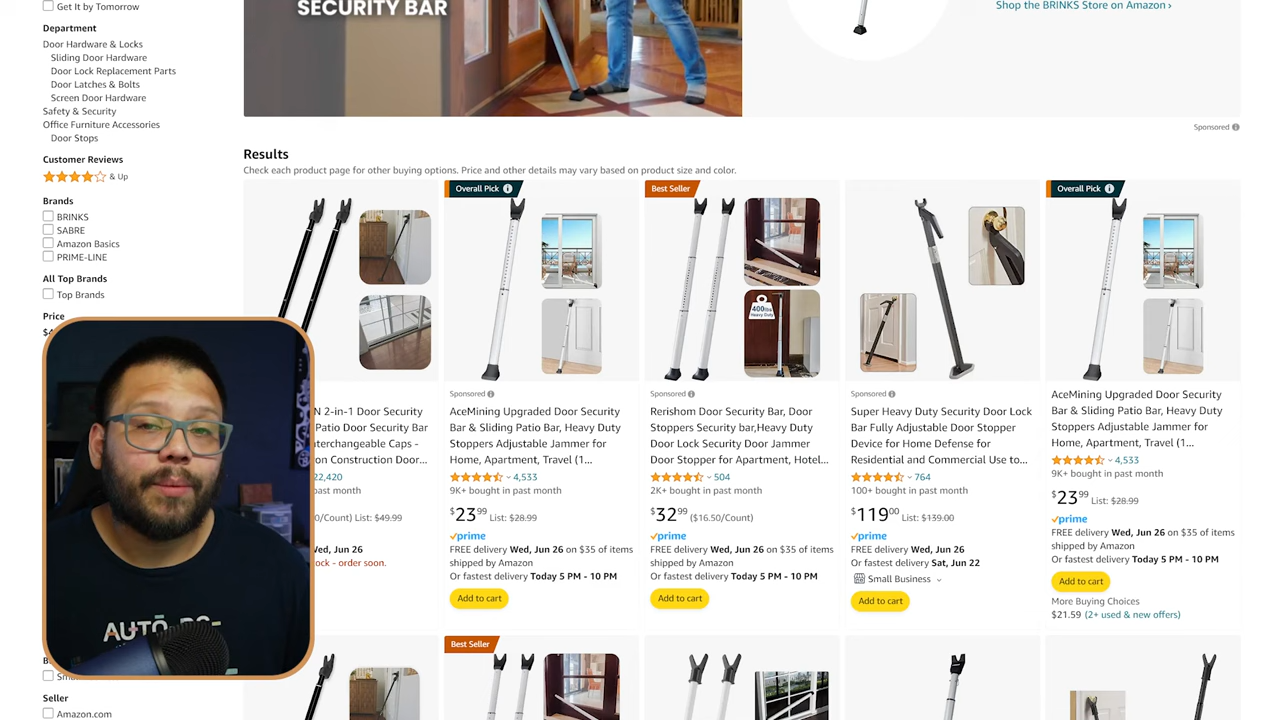 Get It by Tomorrow
Department
Door Hardware & Locks
Sliding Door Hardware
Door Lock Replacement Parts
Door Latches & Bolts
Screen Door Hardware
Safety & Security
Office Furniture Accessories
Door Stops
Customer Reviews
& Up
Brands
BRINKS
SABRE
Amazon Basics
PRIME-LINE
All Top Brands
Top Brands
Price
Seller
Amazon.com
SECURITY BAR
Shop the BRINKS Store on Amazon ›
Sponsored
Results
Check each product page for other buying options. Price and other details may vary based on product size and color.
N 2-in-1 Door Security
Patio Door Security Bar
terchangeable Caps -
on Construction Door...
22,420
past month
0/Count) List: $49.99
Wed, Jun 26
ock - order soon.
Overall Pick
Sponsored
AceMining Upgraded Door Security
Bar & Sliding Patio Bar, Heavy Duty
Stoppers Adjustable Jammer for
Home, Apartment, Travel (1...
4,533
9K+ bought in past month
$23 99 List: $28.99
prime
FREE delivery Wed, Jun 26 on $35 of items
shipped by Amazon
Or fastest delivery Today 5 PM - 10 PM
Add to cart
Best Seller
400lbs
Heavy Duty
Sponsored
Rerishom Door Security Bar, Door
Stoppers Security bar,Heavy Duty
Door Lock Security Door Jammer
Door Stopper for Apartment, Hotel...
504
2K+ bought in past month
$32 99 ($16.50/Count)
prime
FREE delivery Wed, Jun 26 on $35 of items
shipped by Amazon
Or fastest delivery Today 5 PM - 10 PM
Add to cart
Sponsored
Super Heavy Duty Security Door Lock
Bar Fully Adjustable Door Stopper
Device for Home Defense for
Residential and Commercial Use to...
764
100+ bought in past month
$119 00 List: $139.00
prime
FREE delivery Wed, Jun 26
Or fastest delivery Sat, Jun 22
Small Business
Add to cart
Overall Pick
AceMining Upgraded Door Security
Bar & Sliding Patio Bar, Heavy Duty
Stoppers Adjustable Jammer for
Home, Apartment, Travel (1...
4,533
9K+ bought in past month
$23 99 List: $28.99
prime
FREE delivery Wed, Jun 26 on $35 of items
shipped by Amazon
Or fastest delivery Today 5 PM - 10 PM
Add to cart
More Buying Choices
$21.59 (2+ used & new offers)
Best Seller